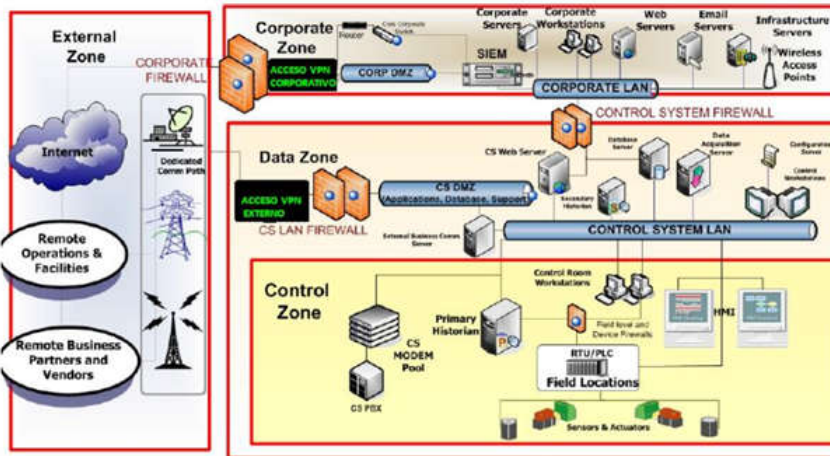 External
Zone
CORPORATE
FIREWALL
Internet
Dedicated
Comm Path
Remote
Operations &
Facilities
Remote Business
Partners and
Vendors
Corporate
Zone
Router
ACCESO VPN
CORPORATIVO
CORP DMZ
SIEM
Corporate
Servers
Corporate
Workstations
Web
Servers
Email
Servers
Infrastructure
Servers
Wireless
Access
Points
CORPORATE LAN
CONTROL SYSTEM FIREWALL
Data Zone
ACCESO VPN
EXTERNO
CS LAN FIREWALL
CS DMZ
(Applications, Database, Support)
CS Web Server
Database
Server
Data
Acquisition
Server
Secondary
Historian
Server
Control
Workstations
External Business Comm
Server
CONTROL SYSTEM LAN
Control
Zone
CS
MODEM
Pool
CS PBX
Primary
Historian
Control Room
Workstations
Field level and
Device Firewalls
HMI
RTU/PLC
Field Locations
Sensors & Actuators